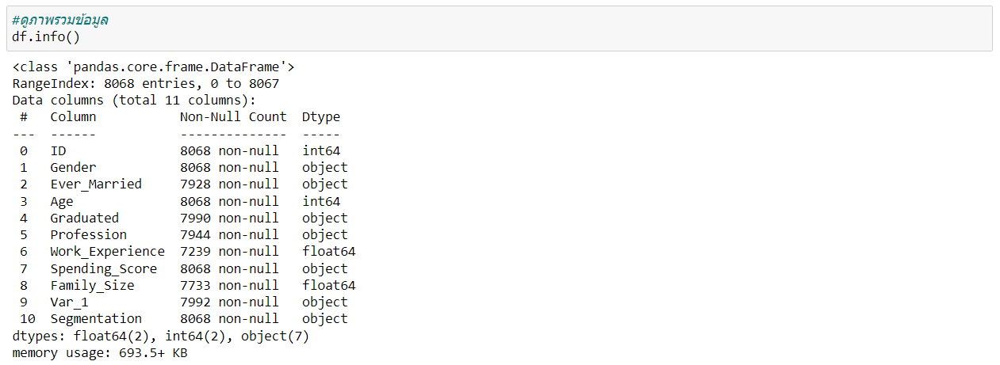 #ดูภาพรวมข้อมูล
df.info()
<class 'pandas.core.frame.DataFrame'>
RangeIndex: 8068 entries, 0 to 8067
Data columns (total 11 columns):
 #   Column           Non-Null Count  Dtype
---  ------           --------------  -----
 0   ID               8068 non-null   int64
 1   Gender           8068 non-null   object
 2   Ever_Married     7928 non-null   object
 3   Age              8068 non-null   int64
 4   Graduated        7990 non-null   object
 5   Profession       7944 non-null   object
 6   Work_Experience  7239 non-null   float64
 7   Spending_Score   8068 non-null   object
 8   Family_Size      7733 non-null   float64
 9   Var_1            7992 non-null   object
 10  Segmentation     8068 non-null   object
dtypes: float64(2), int64(2), object(7)
memory usage: 693.5+ KB